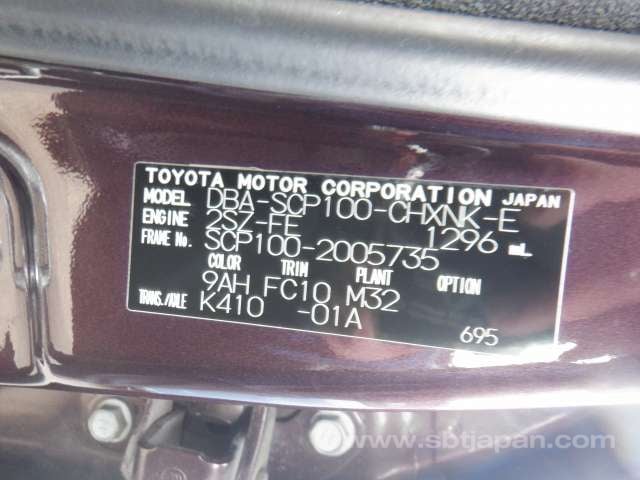 TOYOTA MOTOR CORPORATION JAPAN
MODEL DBA-SCP100-CHXNK-E
ENGINE 2SZ-FE 1296 mL
FRAME No. SCP100-2005735
COLOR TRIM PLANT OPTION
9AH FC10 M32
TRANS./AXLE K410 -01A
695
www.sbtjapan.com